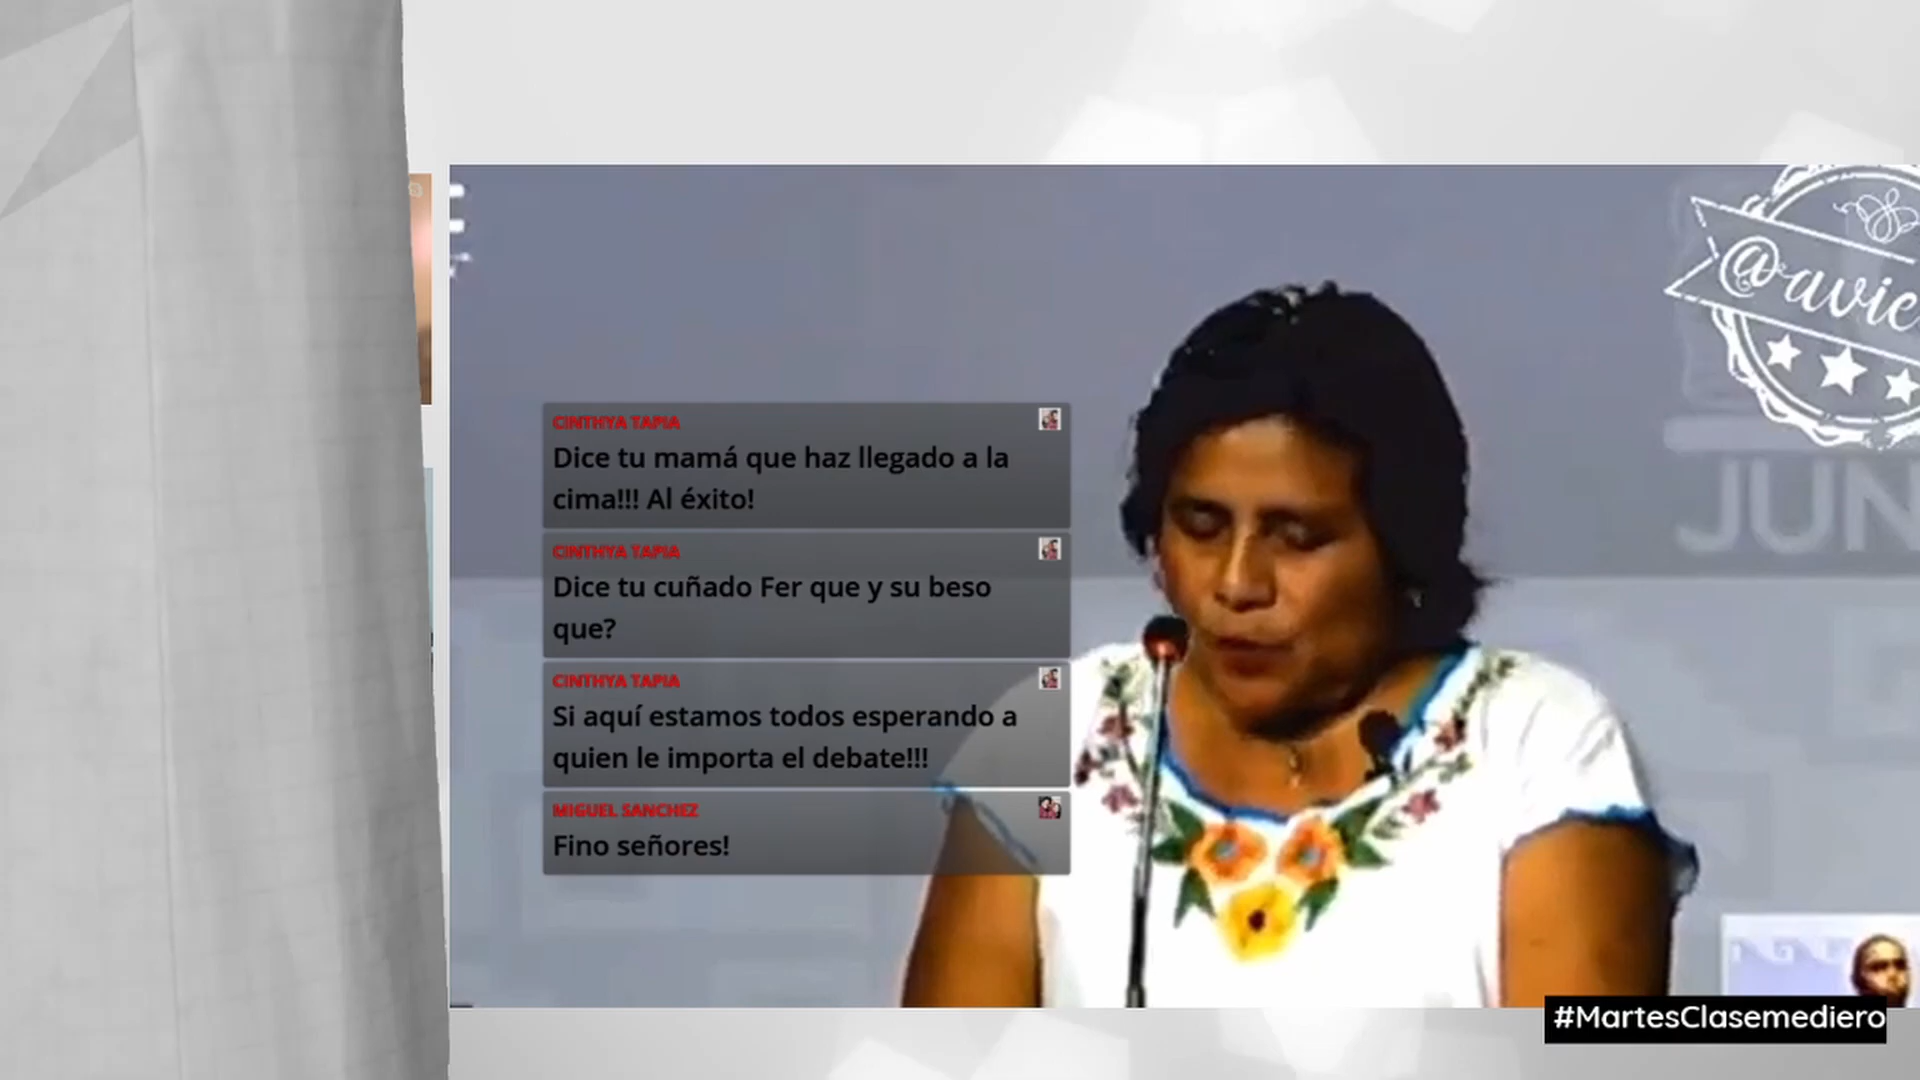 @avie
JUN
CINTHYA TAPIA
Dice tu mamá que haz llegado a la
cima!!! Al éxito!
CINTHYA TAPIA
Dice tu cuñado Fer que y su beso
que?
CINTHYA TAPIA
Si aquí estamos todos esperando a
quien le importa el debate!!!
MIGUEL SANCHEZ
Fino señores!
#MartesClasemediero